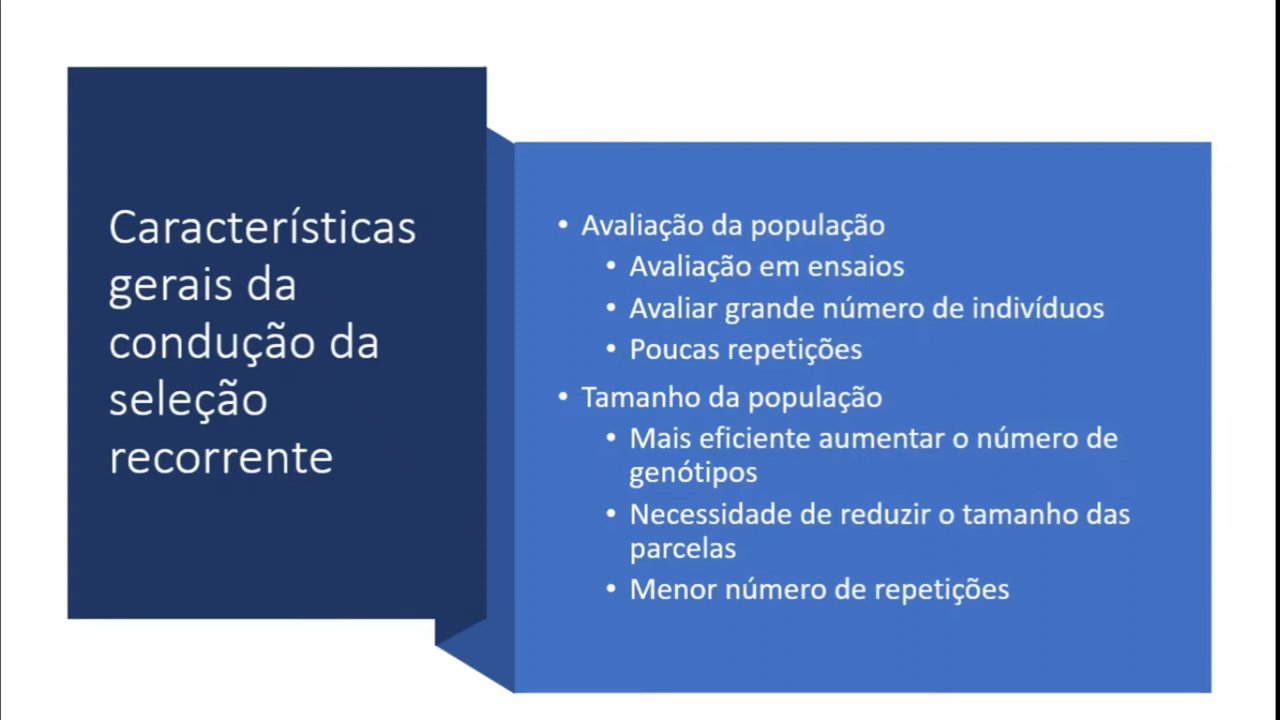 Características
gerais da
condução da
seleção
recorrente
• Avaliação da população
• Avaliação em ensaios
• Avaliar grande número de indivíduos
• Poucas repetições
• Tamanho da população
• Mais eficiente aumentar o número de
genótipos
• Necessidade de reduzir o tamanho das
parcelas
• Menor número de repetições